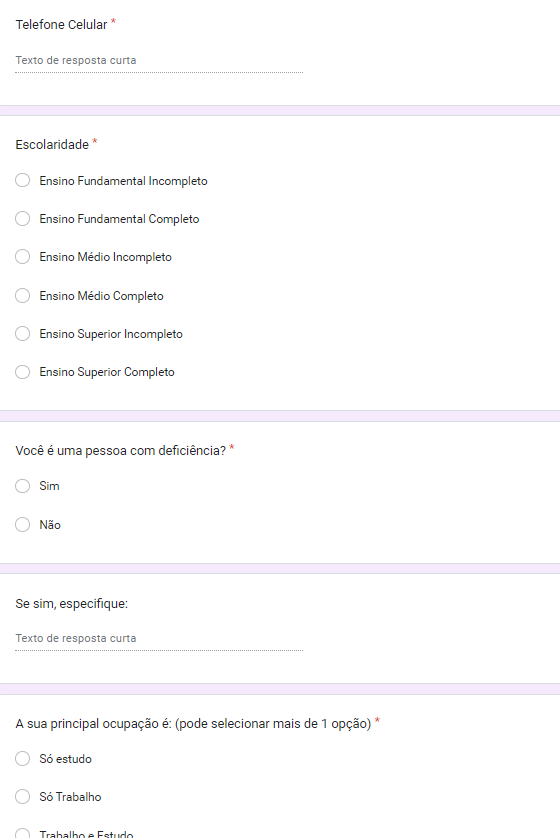 Telefone Celular *
Texto de resposta curta
Escolaridade *
Ensino Fundamental Incompleto
Ensino Fundamental Completo
Ensino Médio Incompleto
Ensino Médio Completo
Ensino Superior Incompleto
Ensino Superior Completo
Você é uma pessoa com deficiência? *
Sim
Não
Se sim, especifique:
Texto de resposta curta
A sua principal ocupação é: (pode selecionar mais de 1 opção) *
Só estudo
Só Trabalho
Trabalho e Estudo